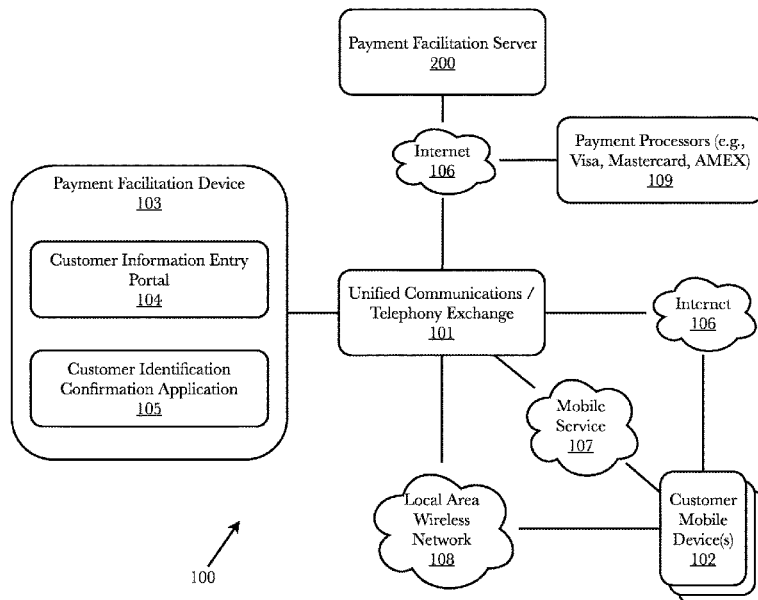 Payment Facilitation Server
200
Internet
106
Payment Processors (e.g.,
Visa, Mastercard, AMEX)
109
Payment Facilitation Device
103
Customer Information Entry
Portal
104
Customer Identification
Confirmation Application
105
Unified Communications /
Telephony Exchange
101
Internet
106
Mobile
Service
107
Local Area
Wireless
Network
108
Customer
Mobile
Device(s)
102
100